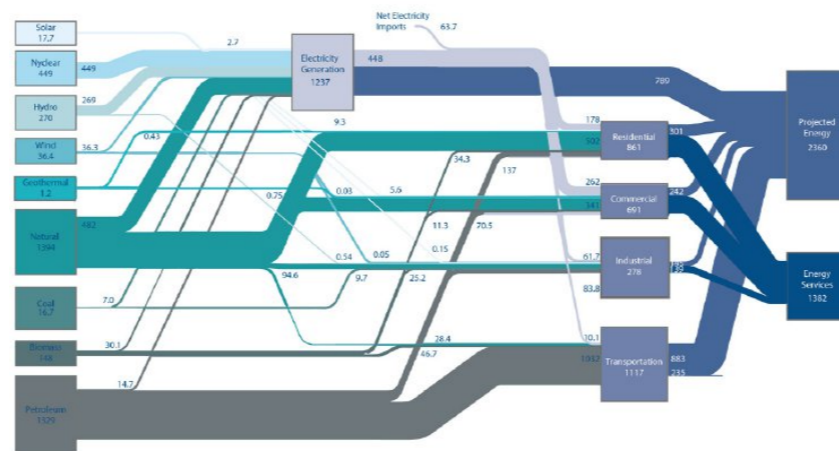 Net Electricity
Imports
63.7
Solar
17.7
2.7
Nyclear
449
449
Electricity
Generation
1237
448
789
Projected
Energy
2360
Hydro
270
269
9.3
178
502
Residential
861
301
Wind
36.4
36.3
0.43
34.3
137
Geothermal
1.2
0.75
0.03
5.6
262
341
Commercial
691
242
Natural
1394
482
11.3
70.5
0.54
0.05
0.15
61.7
Industrial
278
139
94.6
9.7
25.2
83.8
Energy
Services
1382
Coal
16.7
7.0
Biomass
148
30.1
28.4
46.7
10.1
1032
Transportation
1117
883
235
Petroleum
1529
14.7